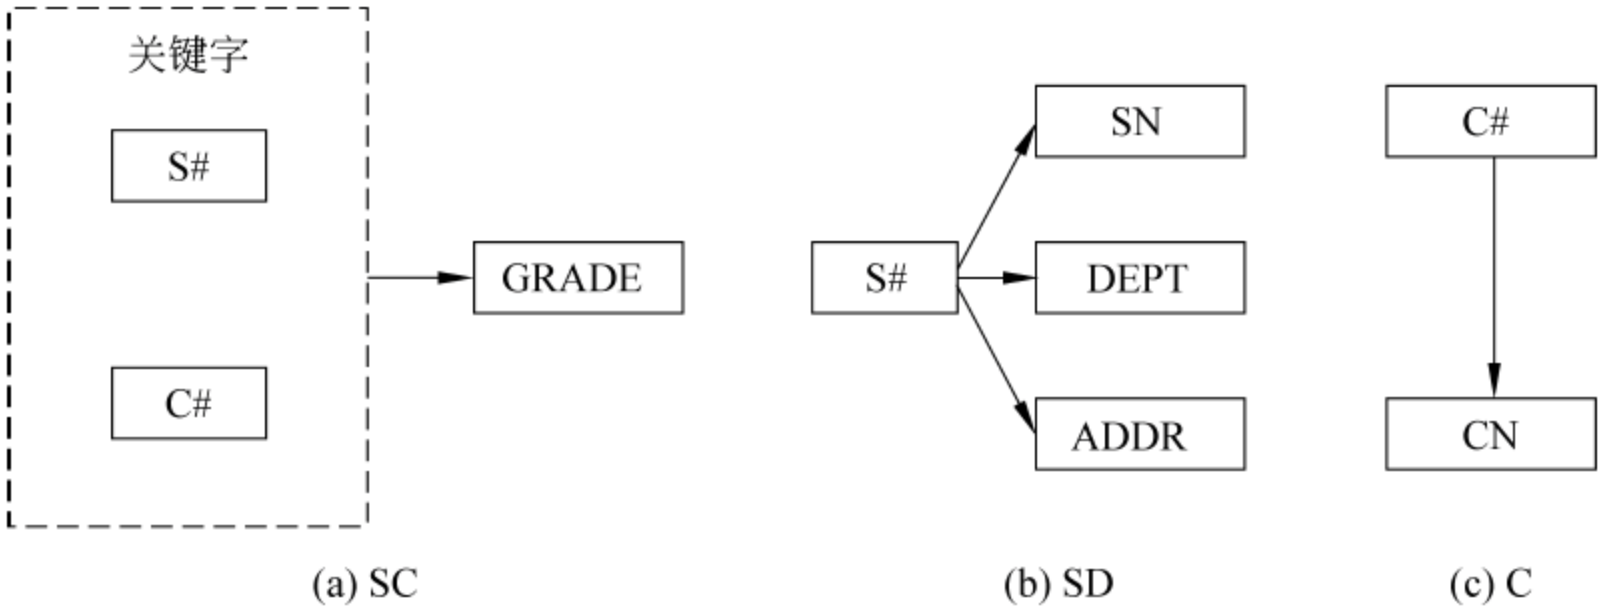 关键字
S#
C#
GRADE
(a) SC
S#
SN
DEPT
ADDR
(b) SD
C#
CN
(c) C